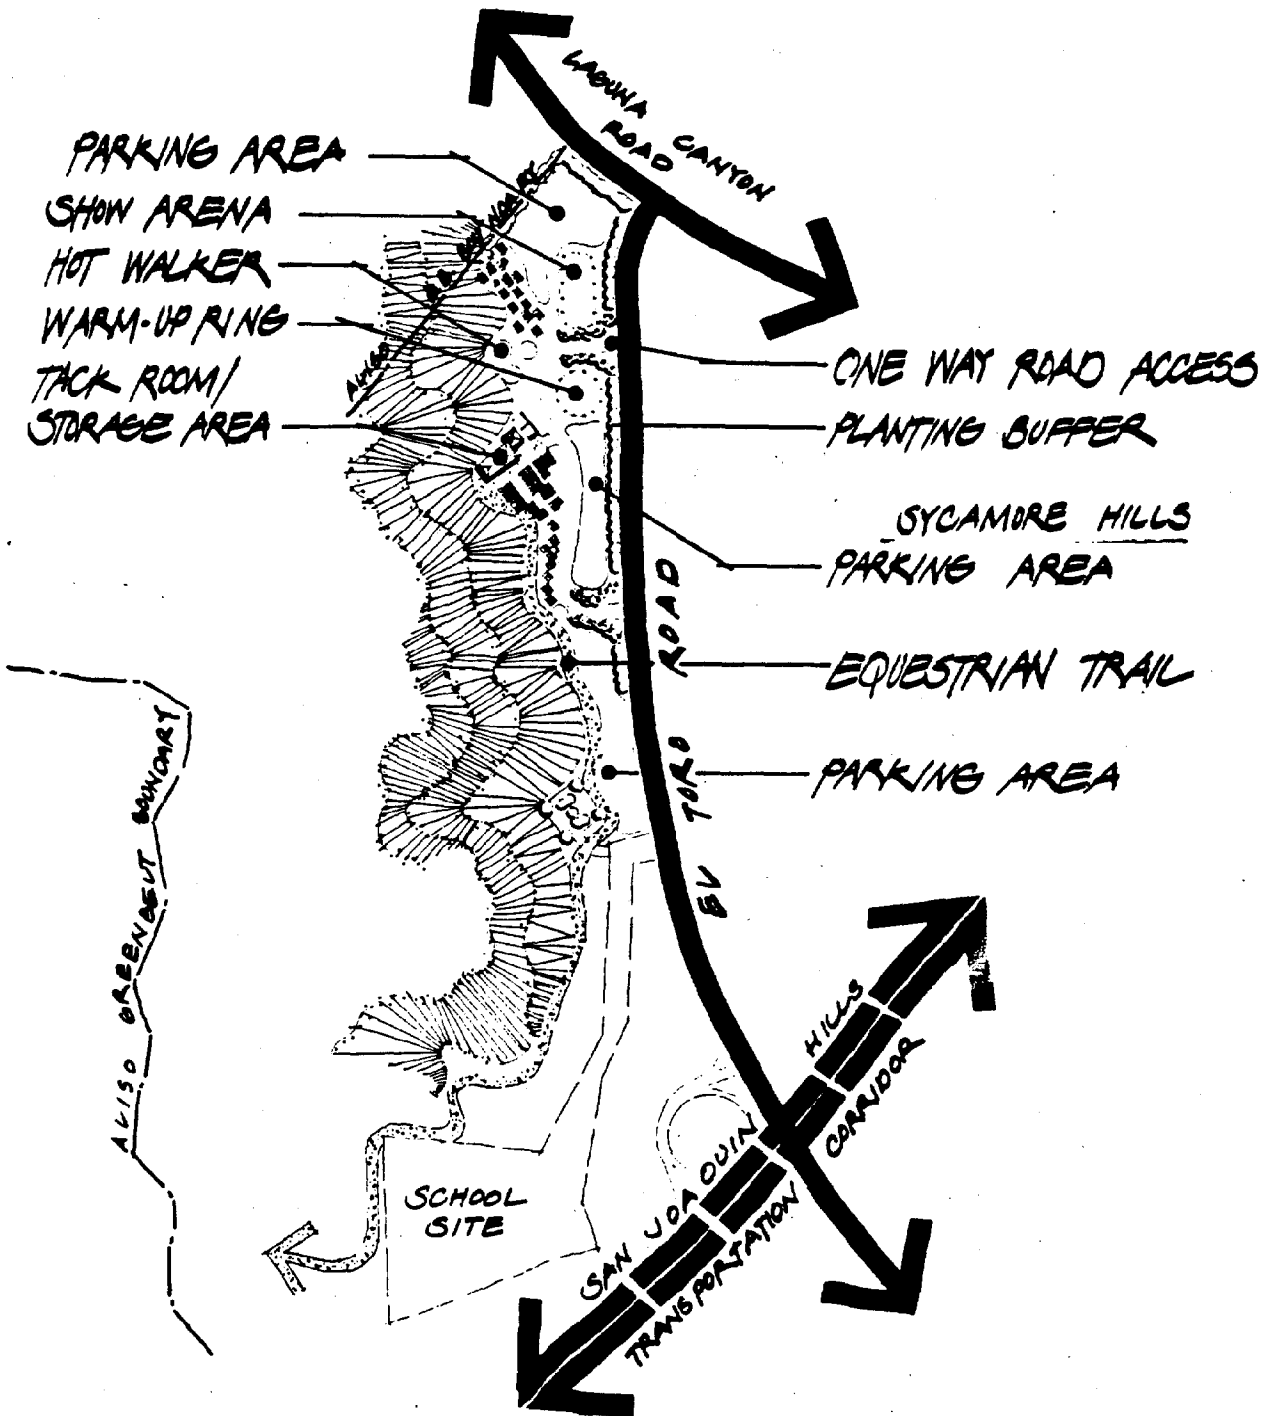 LAGUNA CANYON
ROAD
PARKING AREA
SHOW ARENA
HOT WALKER
WARM-UP RING
TACK ROOM/
STORAGE AREA
ALISO
BOUNDARY
ONE WAY ROAD ACCESS
PLANTING BUFFER
SYCAMORE HILLS
PARKING AREA
EQUESTRIAN TRAIL
PARKING AREA
EL TORO ROAD
ALISO GREENBELT BOUNDARY
SCHOOL
SITE
SAN JOAQUIN HILLS
TRANSPORTATION CORRIDOR